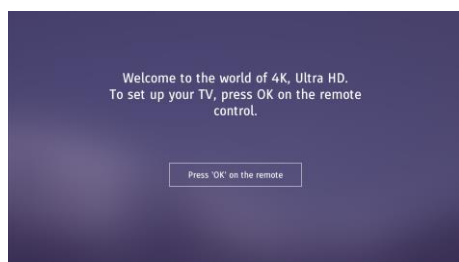 Welcome to the world of 4K, Ultra HD.
To set up your TV, press OK on the remote
control.
Press 'OK' on the remote